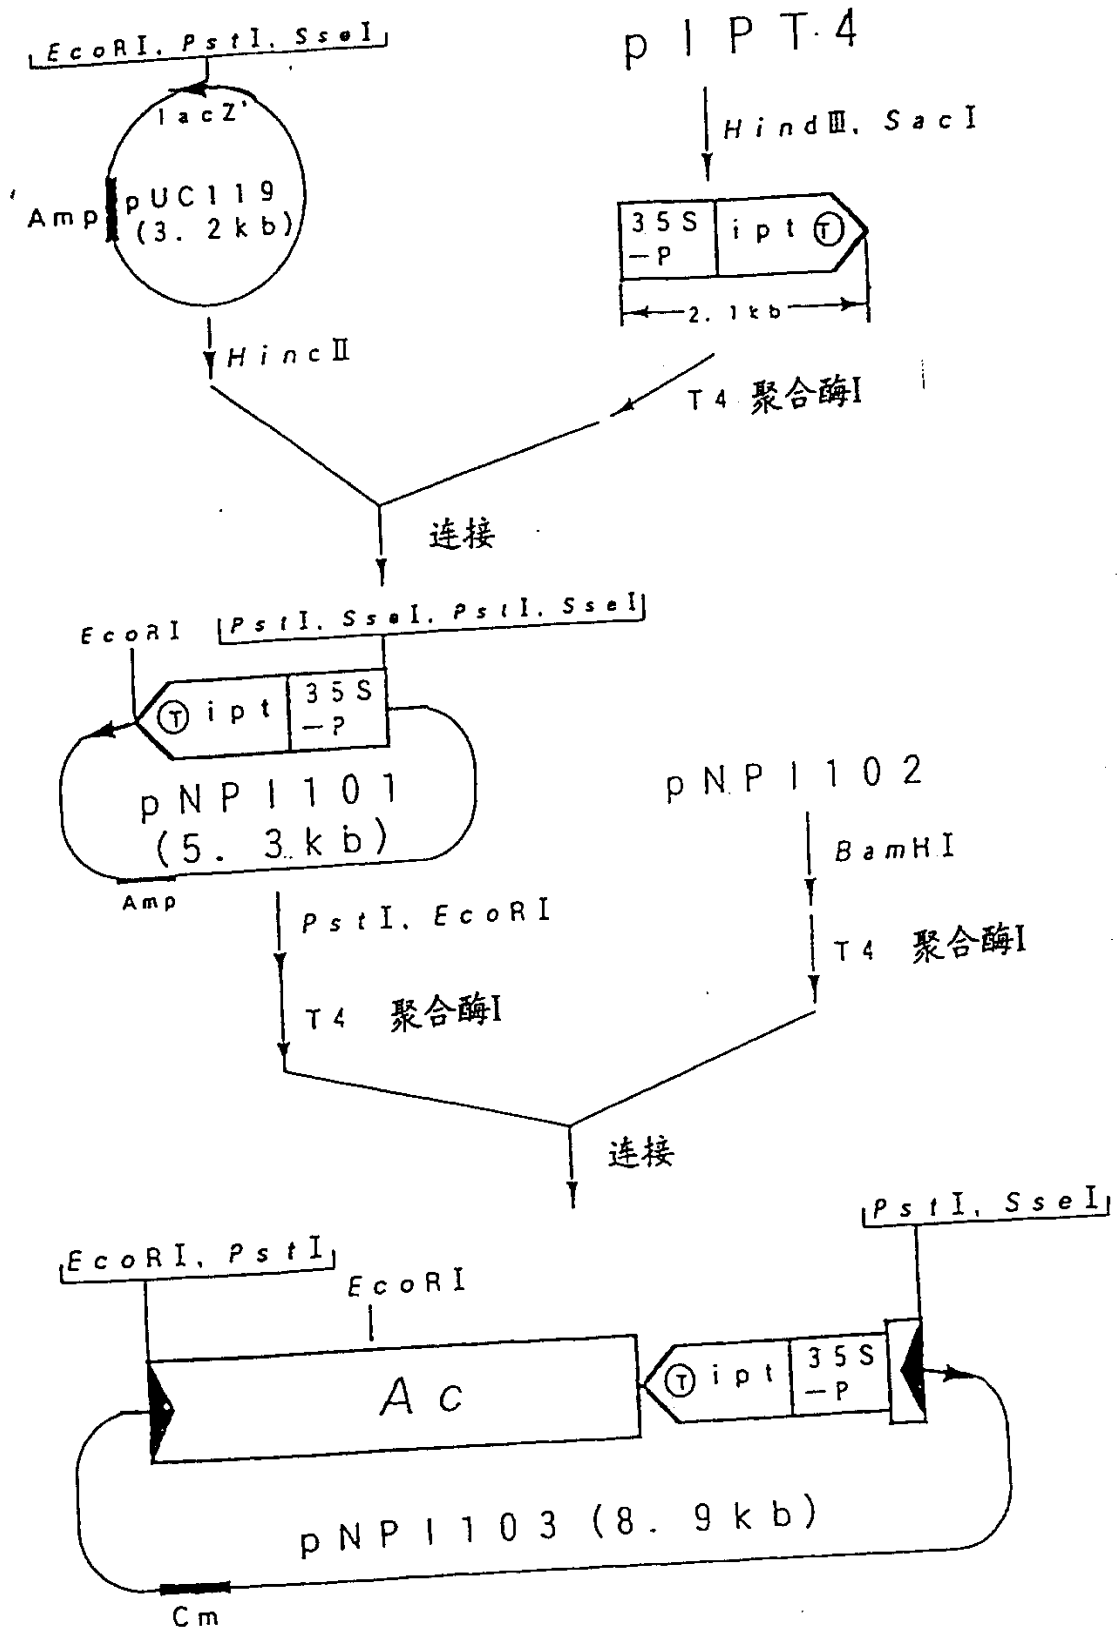 EcoRI, PstI, SseI
lacZ'
pUC119
(3.2kb)
Amp
HincII
pIPT4
HindⅢ, SacI
35S
-P
ipt
T
2.1kb
T4 聚合酶I
连接
EcoRI
PstI, SseI, PstI, SseI
T
ipt
35S
-P
pNPI101
(5.3kb)
Amp
PstI, EcoRI
T4 聚合酶I
pNPI102
BamHI
T4 聚合酶I
连接
EcoRI, PstI
EcoRI
PstI, SseI
Ac
T
ipt
35S
-P
pNPI103(8.9kb)
Cm